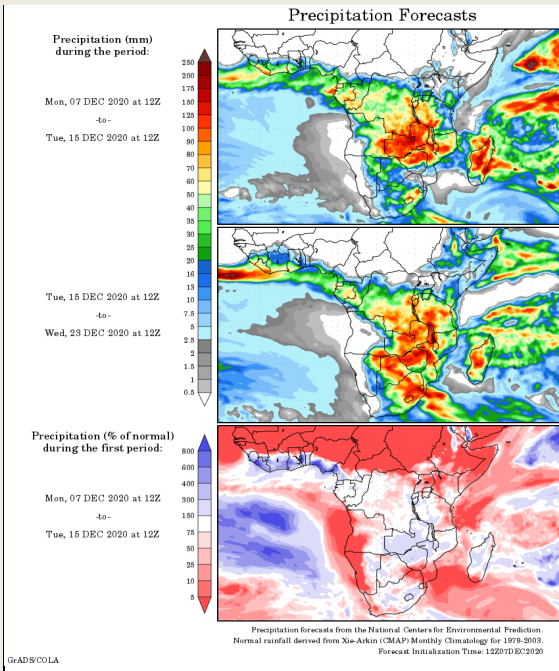 Precipitation Forecasts
Precipitation (mm)
during the period:
Mon, 07 DEC 2020 at 12Z
-to-
Tue, 15 DEC 2020 at 12Z
250
200
175
150
125
100
90
80
70
60
50
40
35
30
25
20
16
13
10
7.5
5
2.5
2
1.5
1
0.5
Tue, 15 DEC 2020 at 12Z
-to-
Wed, 23 DEC 2020 at 12Z
Precipitation (% of normal)
during the first period:
Mon, 07 DEC 2020 at 12Z
-to-
Tue, 15 DEC 2020 at 12Z
800
600
400
300
150
75
50
25
10
5
Precipitation forecasts from the National Centers for Environmental Prediction.
Normal rainfall derived from Xie-Arkin (CMAP) Monthly Climatology for 1979-2003.
Forecast Initialization Time: 12Z07DEC2020
GrADS/COLA